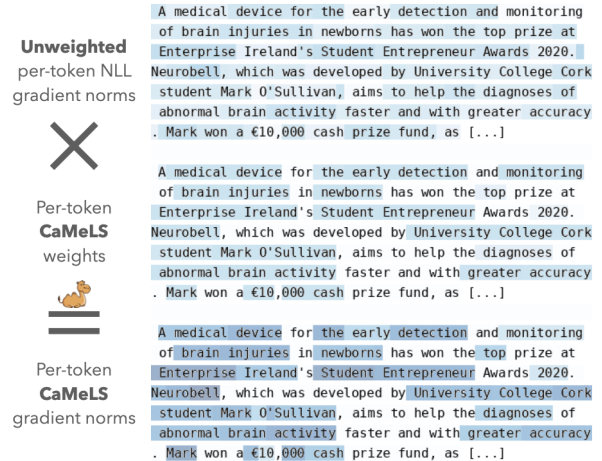 Unweighted
per-token NLL
gradient norms
A medical device for the early detection and monitoring
of brain injuries in newborns has won the top prize at
Enterprise Ireland's Student Entrepreneur Awards 2020.
Neurobell, which was developed by University College Cork
student Mark O'Sullivan, aims to help the diagnoses of
abnormal brain activity faster and with greater accuracy
. Mark won a €10,000 cash prize fund, as [...]
Per-token
CaMeLS
weights
A medical device for the early detection and monitoring
of brain injuries in newborns has won the top prize at
Enterprise Ireland's Student Entrepreneur Awards 2020.
Neurobell, which was developed by University College Cork
student Mark O'Sullivan, aims to help the diagnoses of
abnormal brain activity faster and with greater accuracy
. Mark won a €10,000 cash prize fund, as [...]
Per-token
CaMeLS
gradient norms
A medical device for the early detection and monitoring
of brain injuries in newborns has won the top prize at
Enterprise Ireland's Student Entrepreneur Awards 2020.
Neurobell, which was developed by University College Cork
student Mark O'Sullivan, aims to help the diagnoses of
abnormal brain activity faster and with greater accuracy
. Mark won a €10,000 cash prize fund, as [...]